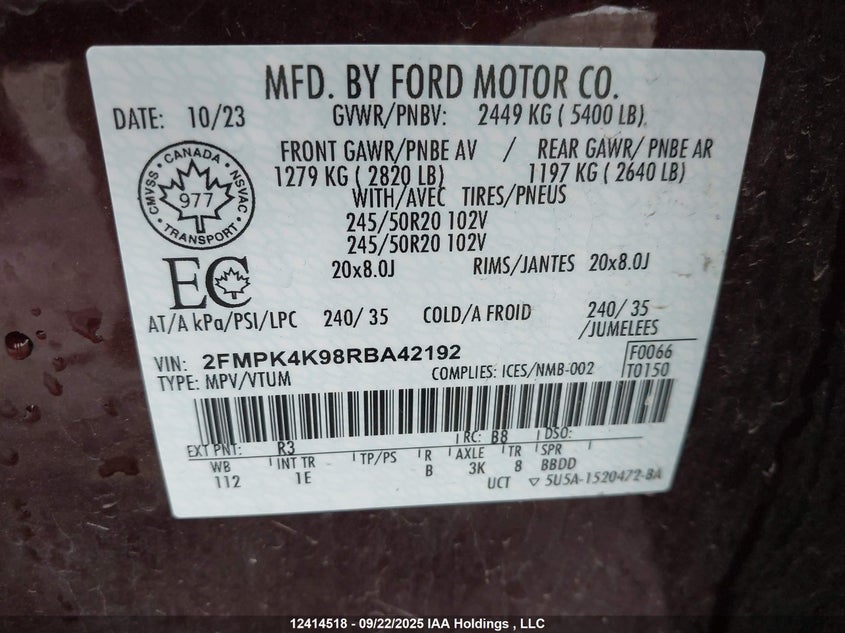 MFD. BY FORD MOTOR CO.
DATE: 10/23 GVWR/PNBV: 2449 KG ( 5400 LB)
FRONT GAWR/PNBE AV / REAR GAWR/ PNBE AR
1279 KG ( 2820 LB) 1197 KG ( 2640 LB)
WITH/AVEC TIRES/PNEUS
245/50R20 102V
245/50R20 102V
20x8.0J RIMS/JANTES 20x8.0J
CANADA
CMVSS NSVAC
977
TRANSPORT
EC
AT/A kPa/PSI/LPC 240/ 35 COLD/A FROID 240/ 35
/JUMELEES
VIN: 2FMPK4K98RBA42192
TYPE: MPV/VTUM COMPLIES: ICES/NMB-002
F0066
T0150
EXT PNT: R3 RC: B8 DSO:
WB INT TR TP/PS R AXLE TR SPR
112 1E B 3K 8 BBDD
UCT ▽ 5U5A-1520472-BA
12414518 - 09/22/2025 IAA Holdings , LLC